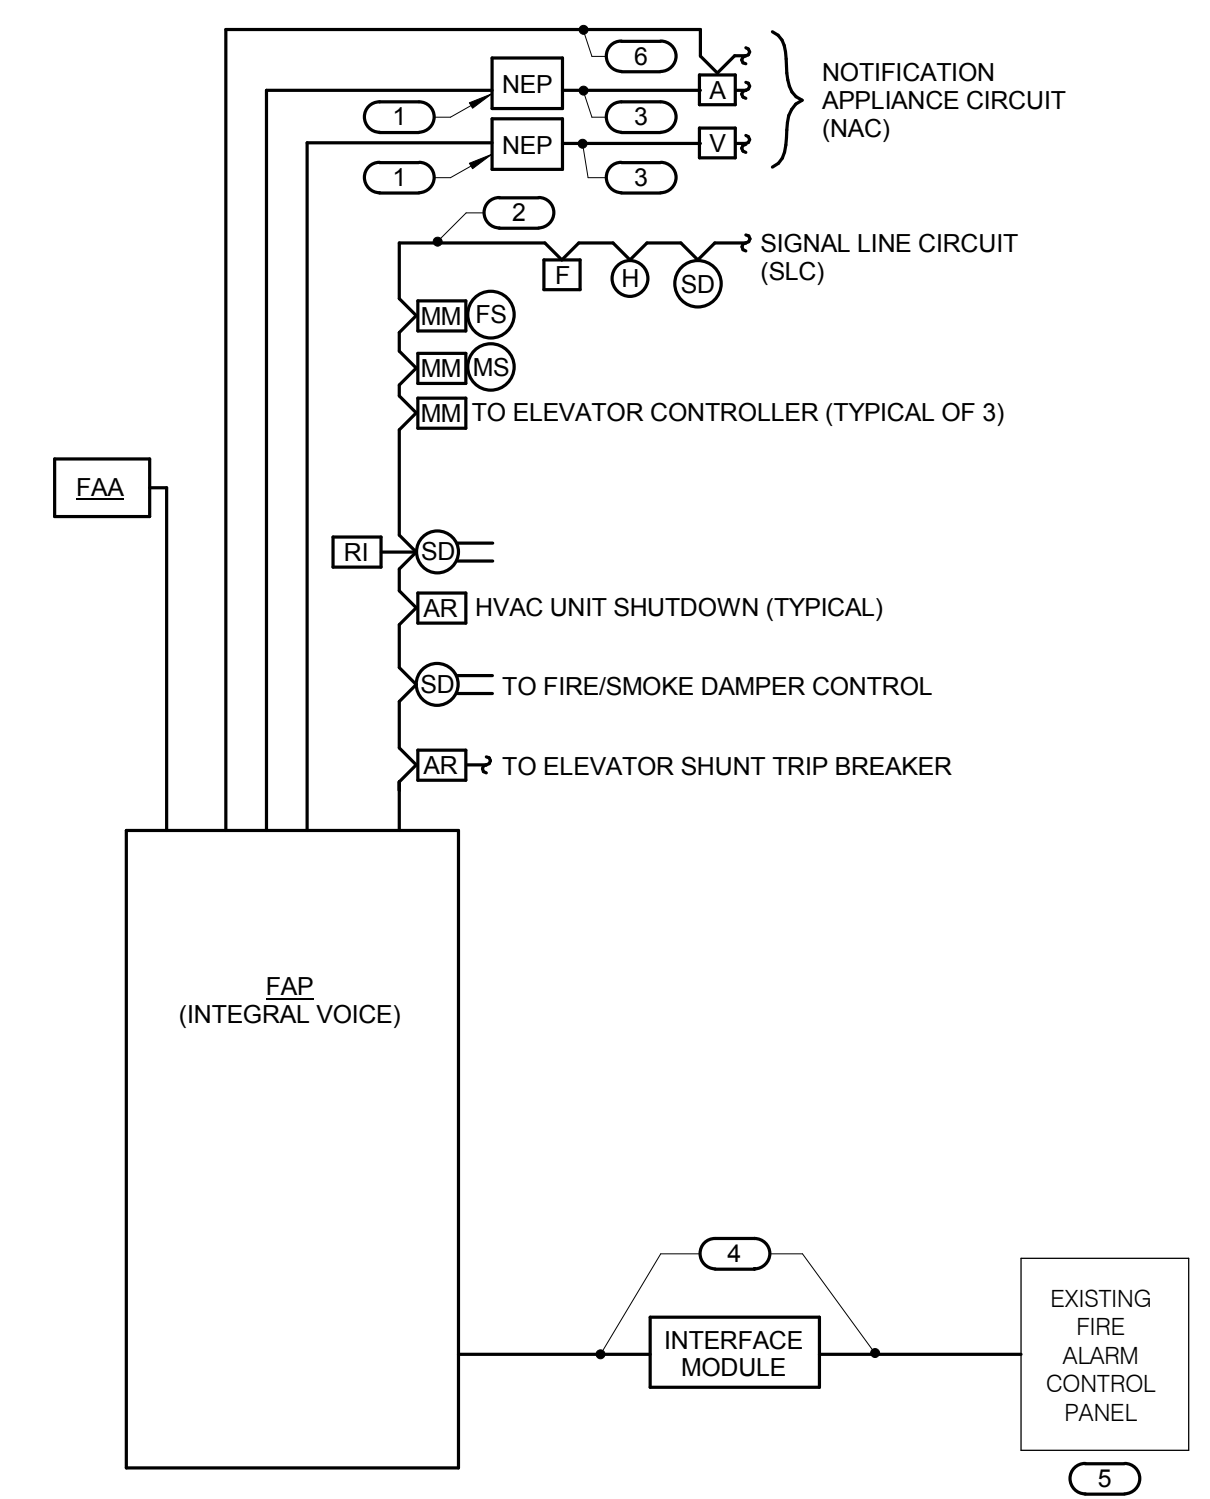 6
NEP
A
NOTIFICATION
APPLIANCE CIRCUIT
(NAC)
1
3
NEP
V
1
3
2
SIGNAL LINE CIRCUIT
(SLC)
F
H
SD
MM
FS
MM
MS
MM TO ELEVATOR CONTROLLER (TYPICAL OF 3)
FAA
RI
SD
AR HVAC UNIT SHUTDOWN (TYPICAL)
SD TO FIRE/SMOKE DAMPER CONTROL
AR TO ELEVATOR SHUNT TRIP BREAKER
FAP
(INTEGRAL VOICE)
4
INTERFACE
MODULE
EXISTING
FIRE
ALARM
CONTROL
PANEL
5